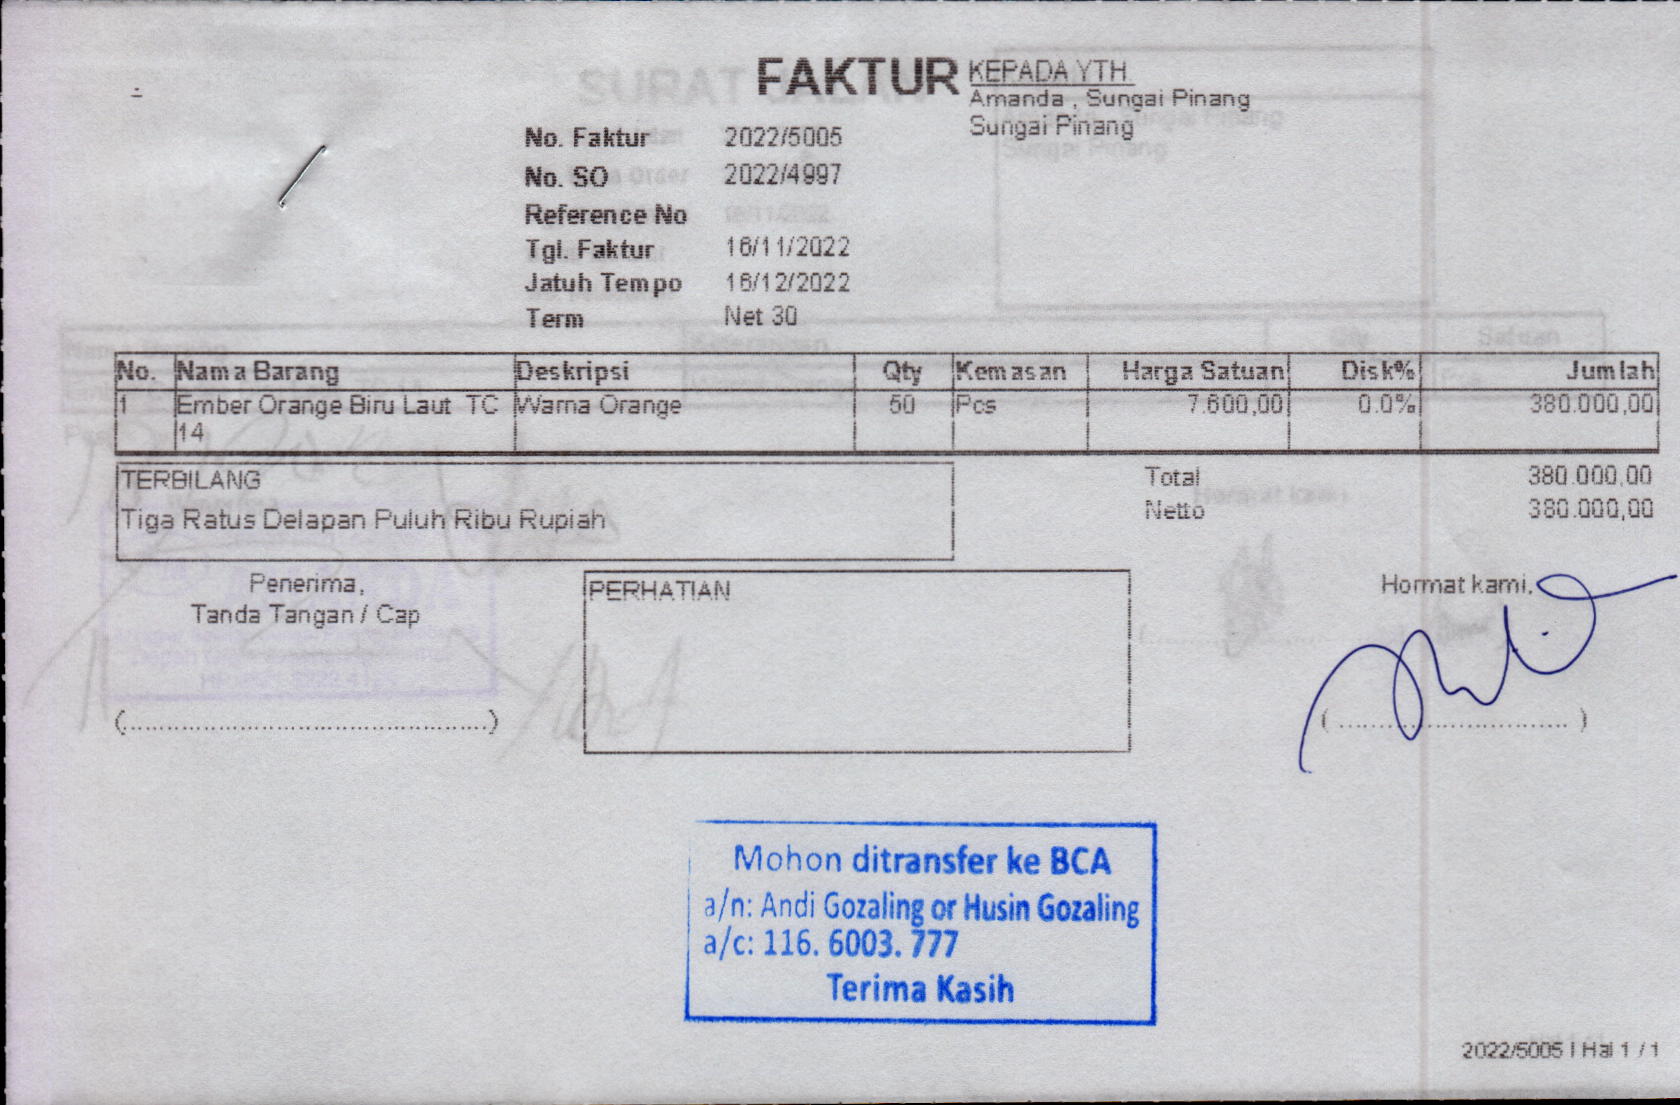 FAKTUR
KEPADA YTH.
Amanda , Sungai Pinang
Sungai Pinang
No. Faktur 2022/5005
No. SO 2022/4997
Reference No
Tgl. Faktur 16/11/2022
Jatuh Tempo 16/12/2022
Term Net 30
No. Nama Barang Deskripsi Qty Kemasan Harga Satuan Disk% Jumlah
1 Ember Orange Biru Laut TC Warna Orange 50 Pcs 7.600,00 0.0% 380.000,00
14
TERBILANG
Tiga Ratus Delapan Puluh Ribu Rupiah
Total 380.000,00
Netto 380.000,00
Penerima,
Tanda Tangan / Cap
PERHATIAN
Hormat kami,
(..........................................)
( ............................ )
Mohon ditransfer ke BCA
a/n: Andi Gozaling or Husin Gozaling
a/c: 116. 6003. 777
Terima Kasih
2022/5005 | Hal 1 / 1